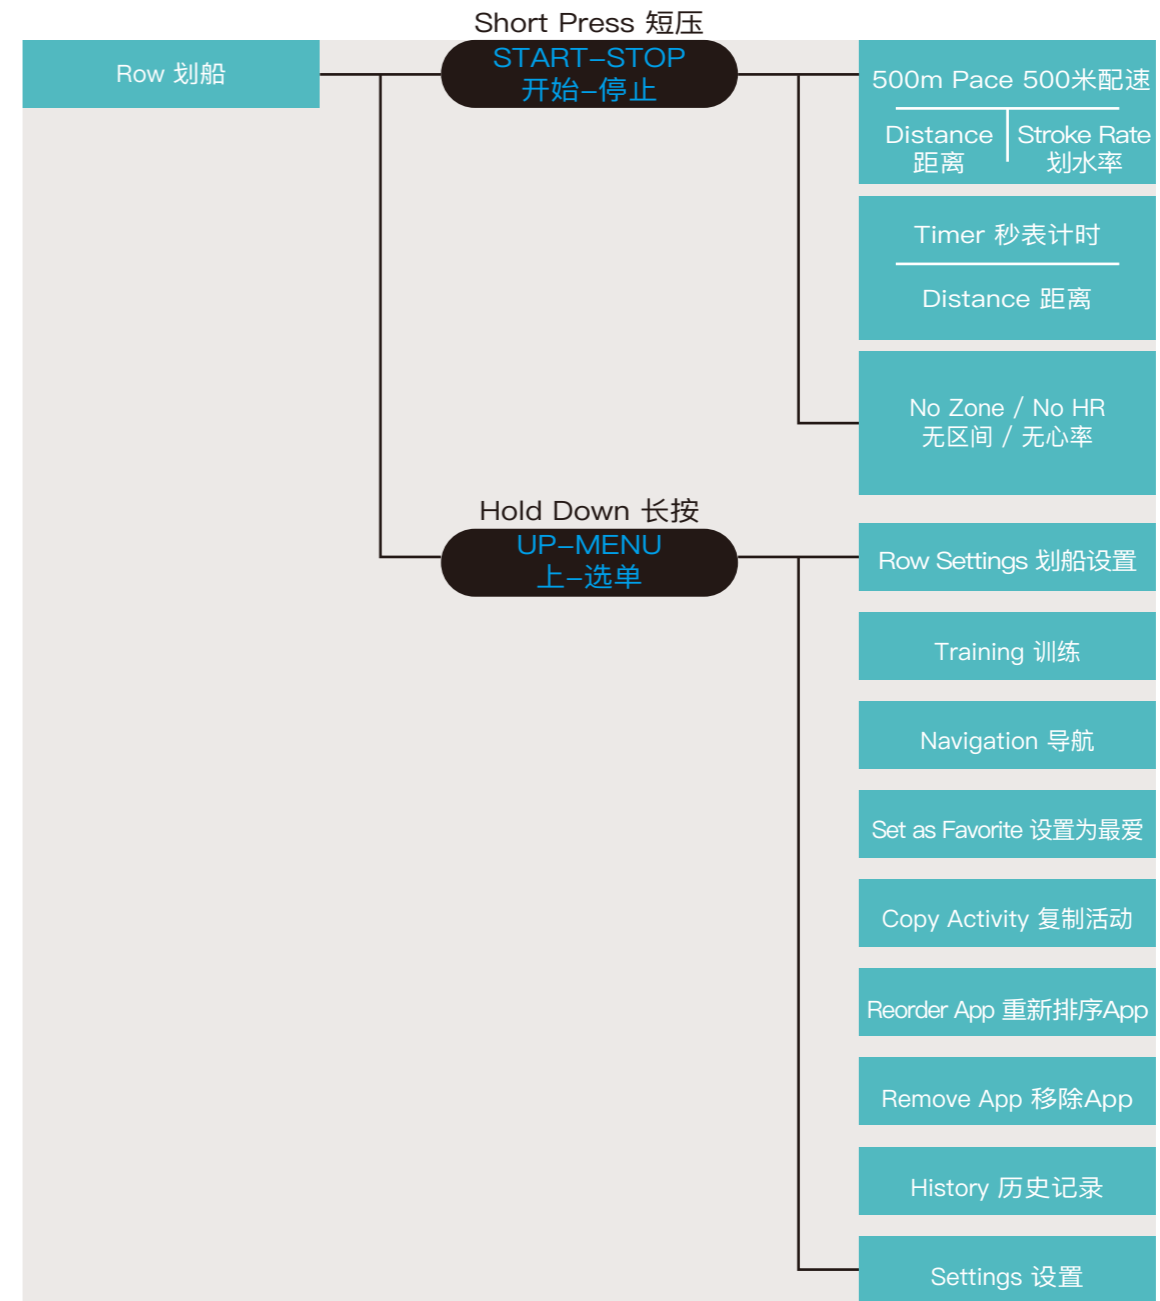 Short Press 短压
Row 划船
START-STOP
开始-停止
500m Pace 500米配速
Distance
距离
Stroke Rate
划水率
Timer 秒表计时
Distance 距离
No Zone / No HR
无区间 / 无心率
Hold Down 长按
UP-MENU
上-选单
Row Settings 划船设置
Training 训练
Navigation 导航
Set as Favorite 设置为最爱
Copy Activity 复制活动
Reorder App 重新排序App
Remove App 移除App
History 历史记录
Settings 设置